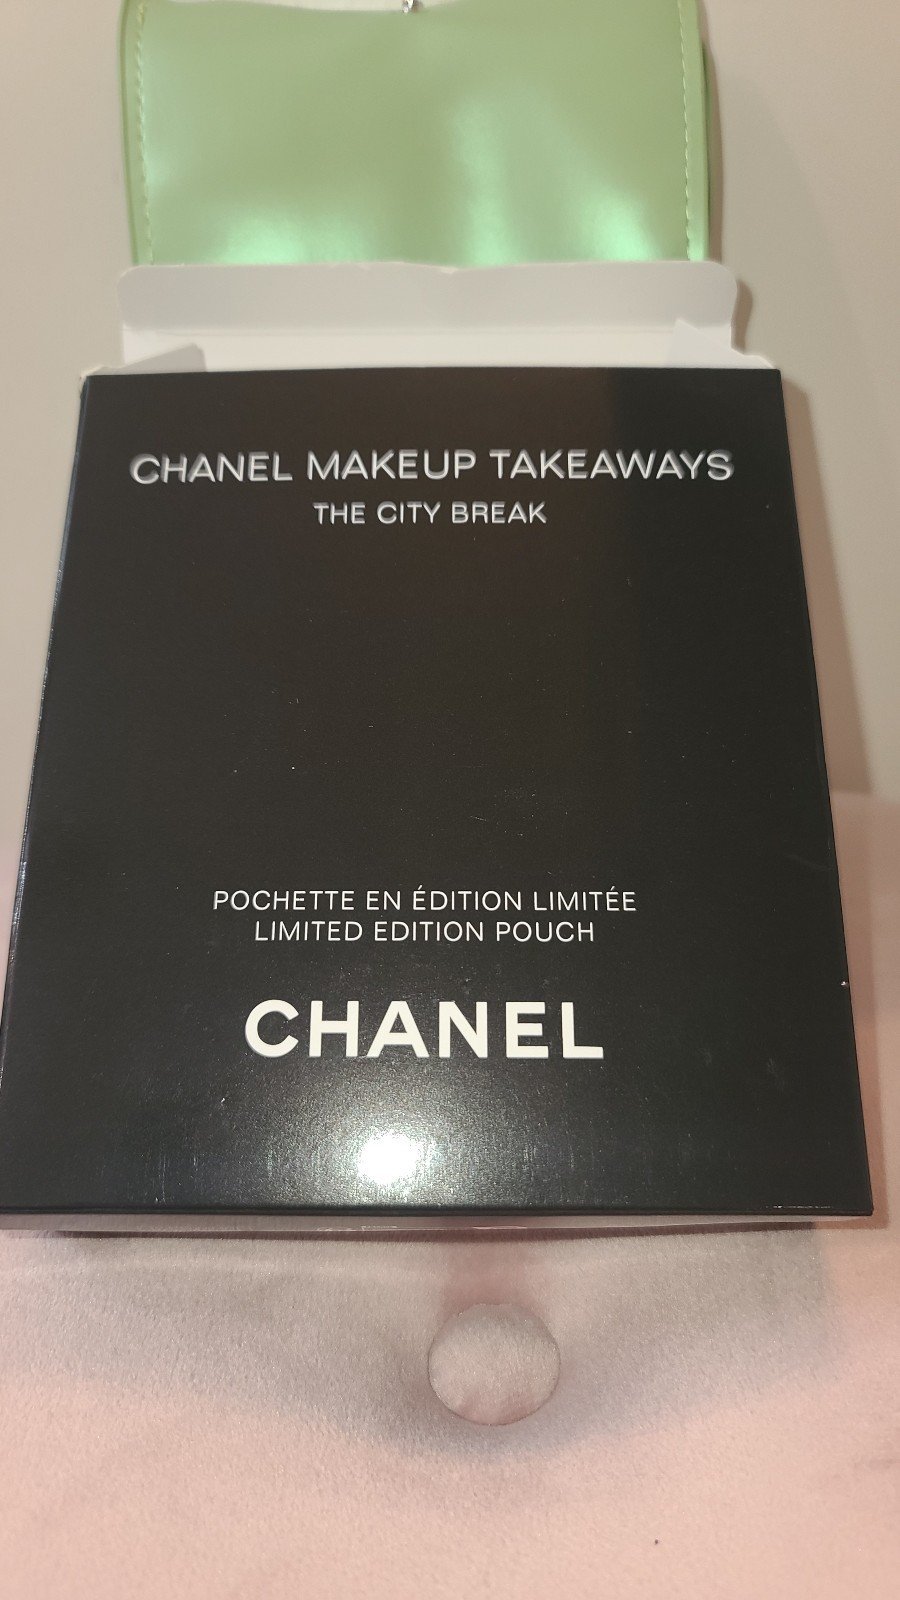 CHANEL MAKEUP TAKEAWAYS
THE CITY BREAK
POCHETTE EN ÉDITION LIMITÉE
LIMITED EDITION POUCH
CHANEL